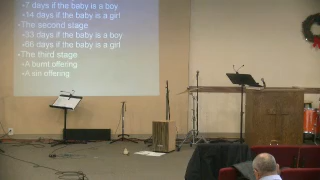 •7 days if the baby is a boy
•14 days if the baby is a girl
•The second stage
•33 days if the baby is a boy
•66 days if the baby is a girl
•The third stage
•A burnt offering
•A sin offering